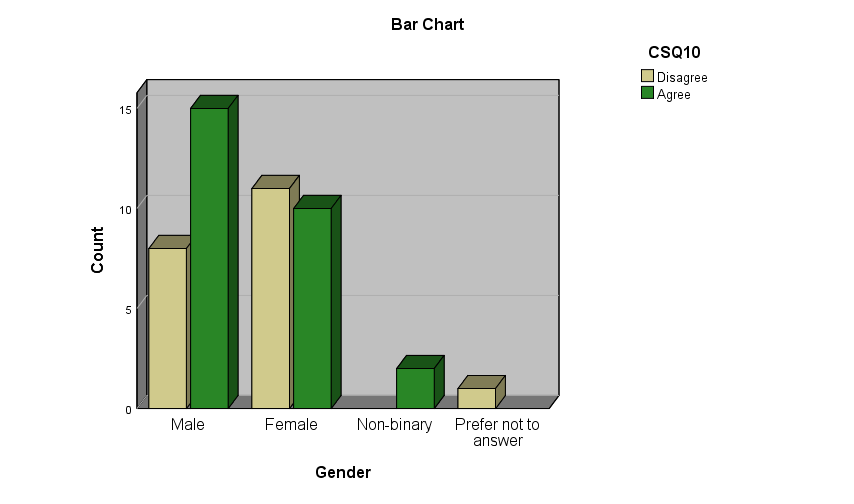 Bar Chart
CSQ10
Disagree
Agree
15
10
5
0
Count
Male
Female
Non-binary
Prefer not to
answer
Gender